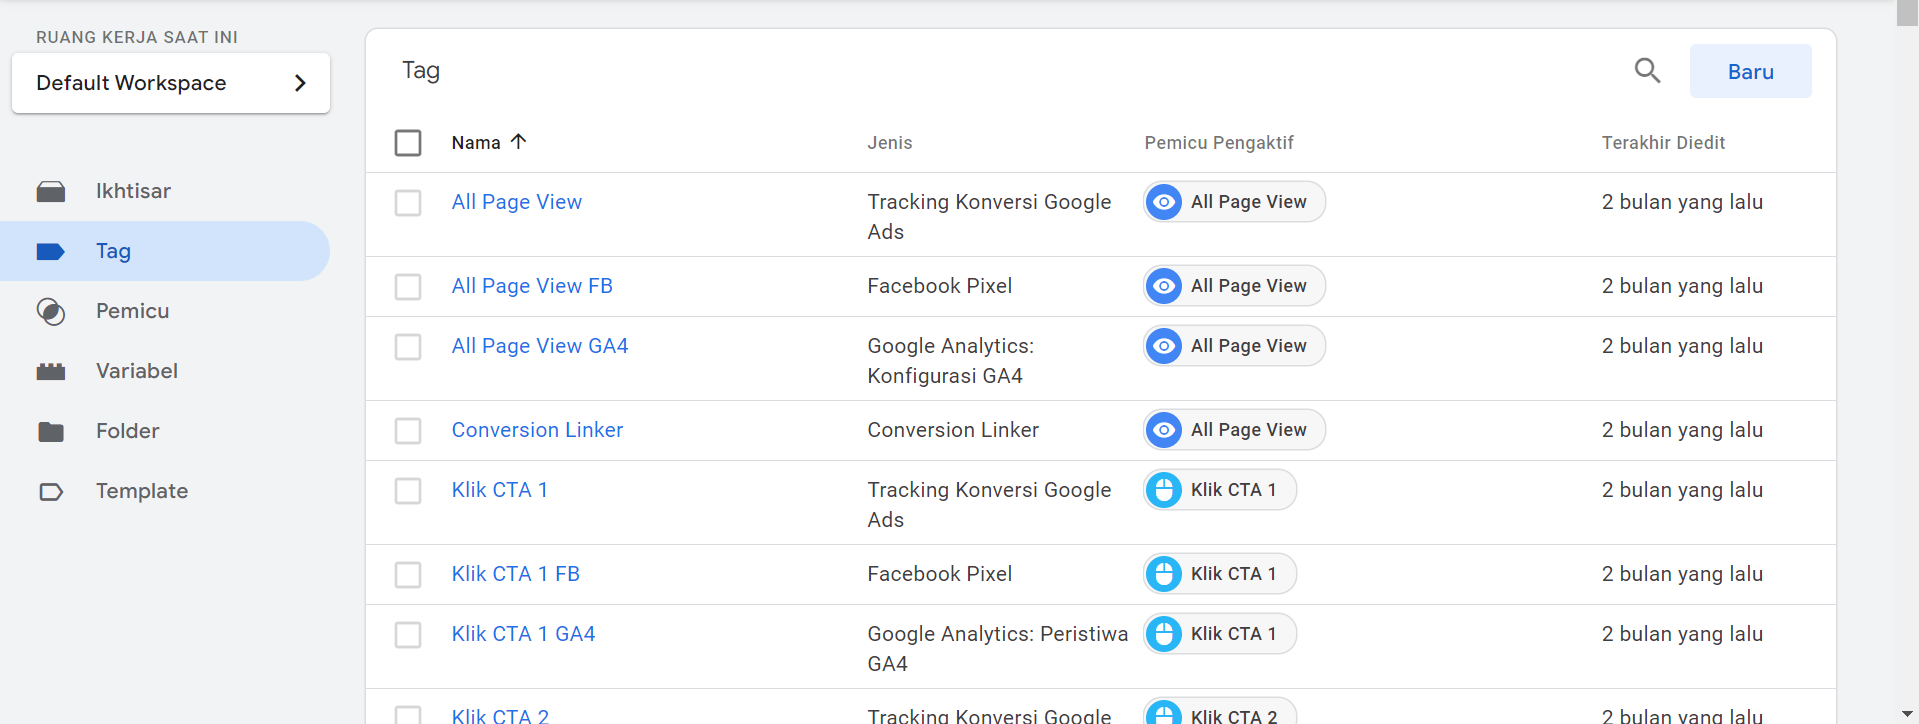 RUANG KERJA SAAT INI
Default Workspace
Ikhtisar
Tag
Pemicu
Variabel
Folder
Template
Tag
Baru
Nama Jenis Pemicu Pengaktif Terakhir Diedit
All Page View Tracking Konversi Google All Page View 2 bulan yang lalu
Ads
All Page View FB Facebook Pixel All Page View 2 bulan yang lalu
All Page View GA4 Google Analytics: All Page View 2 bulan yang lalu
Konfigurasi GA4
Conversion Linker Conversion Linker All Page View 2 bulan yang lalu
Klik CTA 1 Tracking Konversi Google Klik CTA 1 2 bulan yang lalu
Ads
Klik CTA 1 FB Facebook Pixel Klik CTA 1 2 bulan yang lalu
Klik CTA 1 GA4 Google Analytics: Peristiwa Klik CTA 1 2 bulan yang lalu
GA4
Klik CTA 2 Tracking Konversi Google Klik CTA 2 2 bulan yang lalu